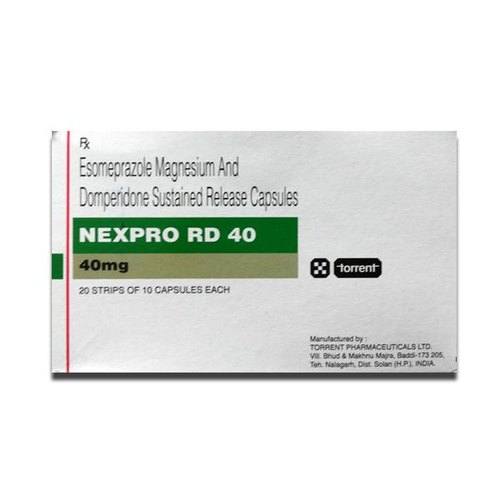 Rx
Esomeprazole Magnesium And
Domperidone Sustained Release Capsules
NEXPRO RD 40
40mg
torrent
20 STRIPS OF 10 CAPSULES EACH
Manufactured by :
TORRENT PHARMACEUTICALS LTD.
Vill. Bhud & Makhnu Majra, Baddi-173 205,
Teh. Nalagarh, Dist. Solan (H.P.), INDIA.